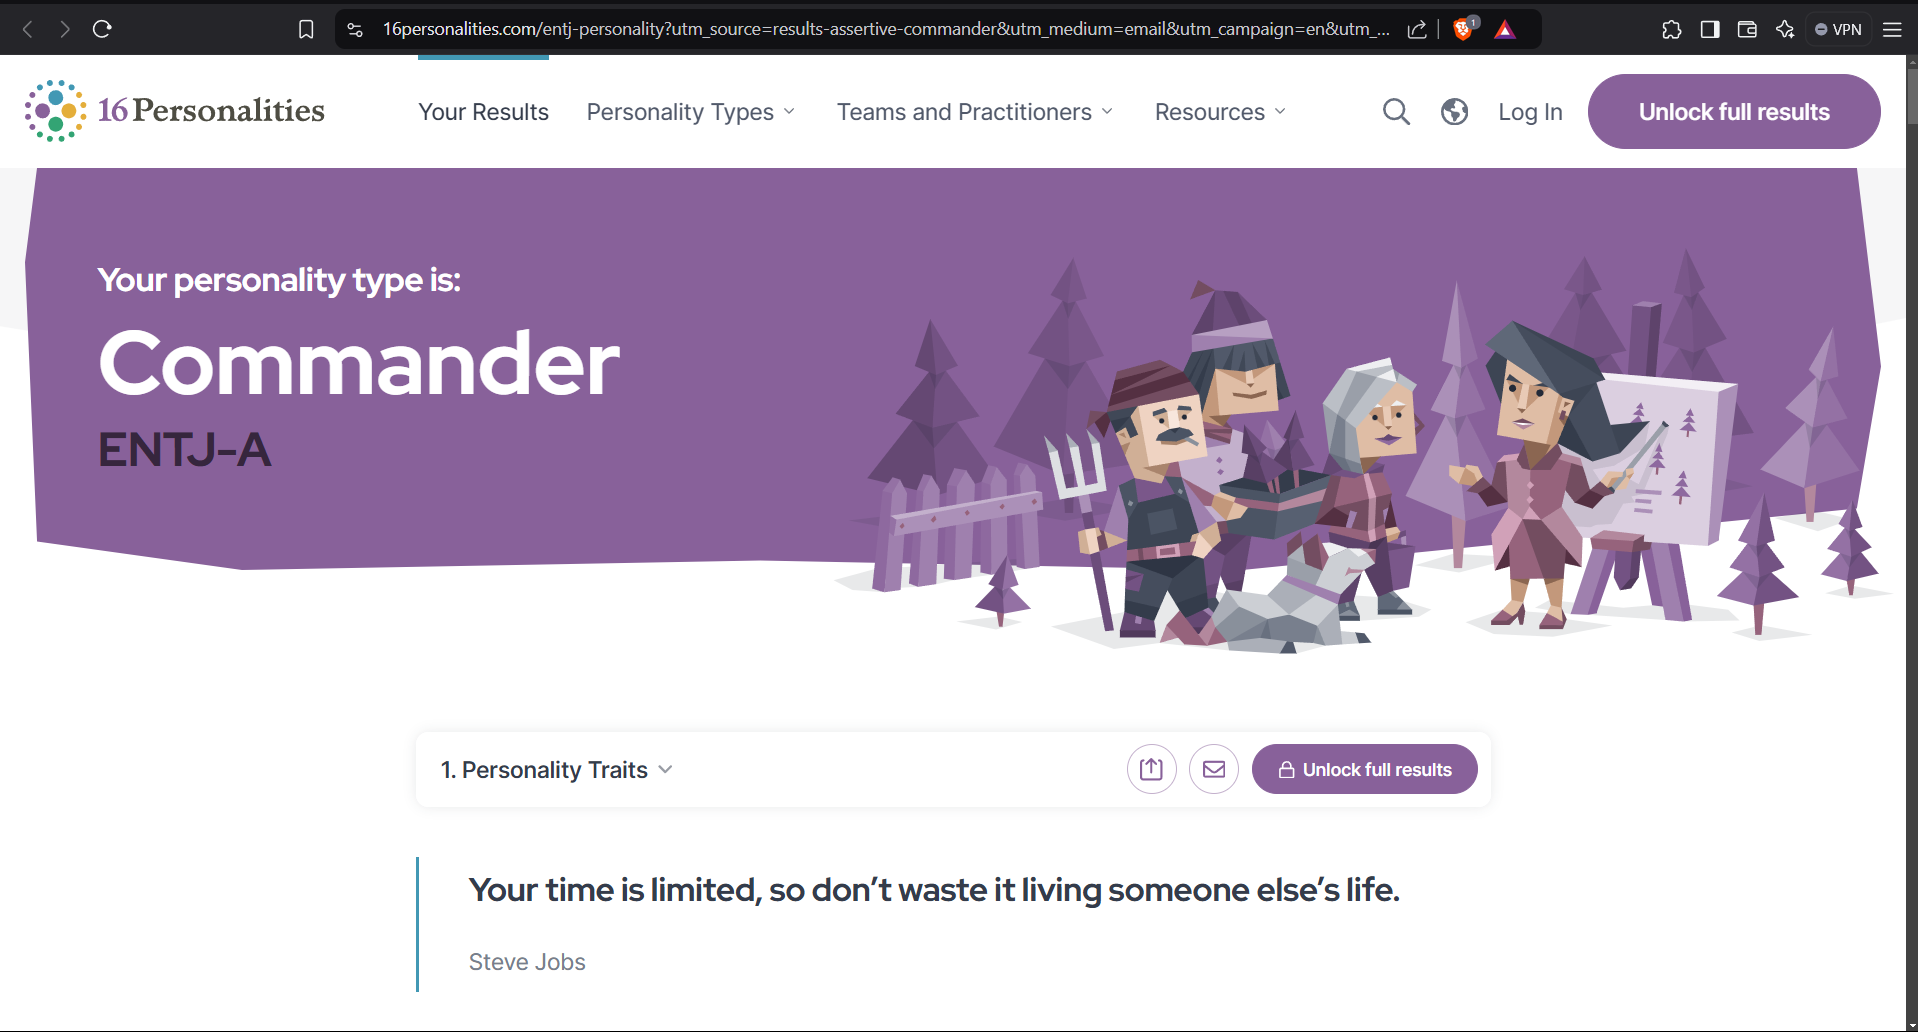 16personalities.com/entj-personality?utm_source=results-assertive-commander&utm_medium=email&utm_campaign=en&utm_...
1
VPN
16Personalities
Your Results
Personality Types
Teams and Practitioners
Resources
Log In
Unlock full results
Your personality type is:
Commander
ENTJ-A
1. Personality Traits
Unlock full results
Your time is limited, so don’t waste it living someone else’s life.
Steve Jobs